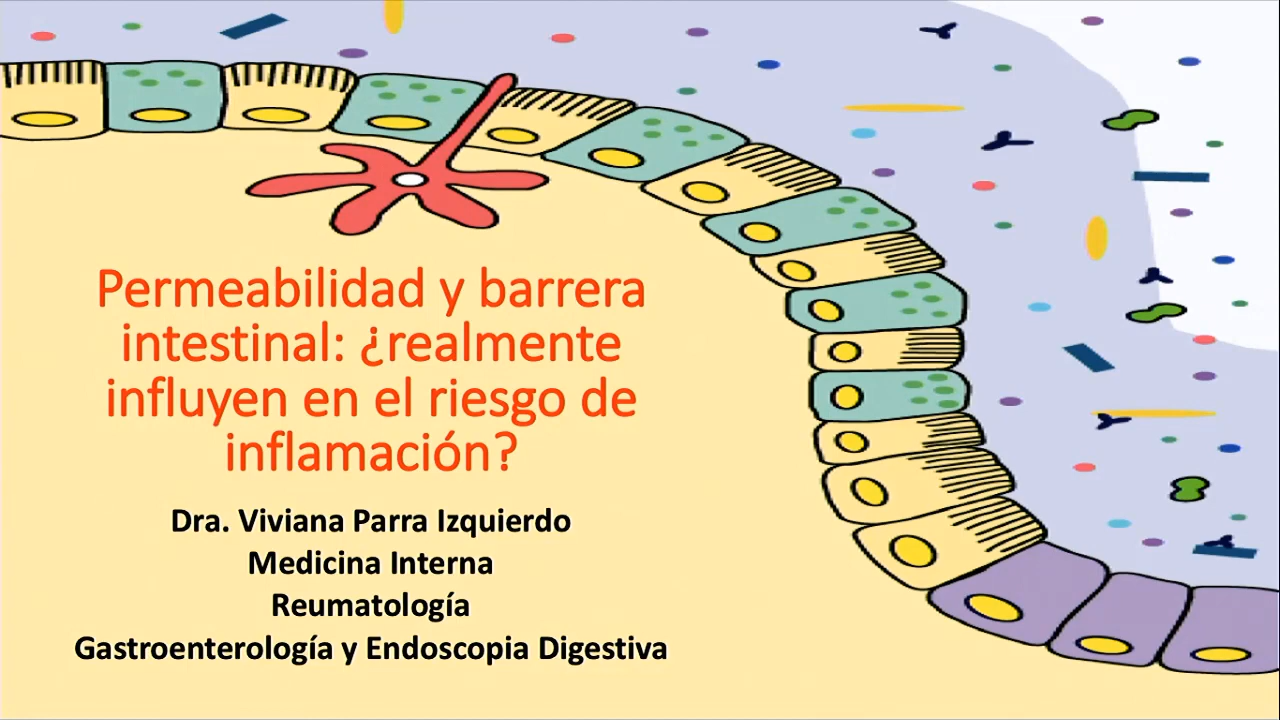 Permeabilidad y barrera
intestinal: ¿realmente
influyen en el riesgo de
inflamación?
Dra. Viviana Parra Izquierdo
Medicina Interna
Reumatología
Gastroenterología y Endoscopia Digestiva